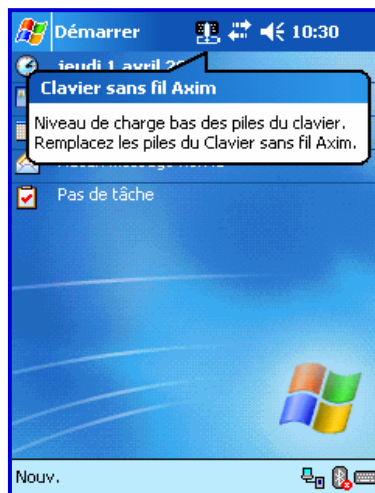 Démarrer 10:30
jeudi 1 avril
Clavier sans fil Axim
Niveau de charge bas des piles du clavier.
Remplacez les piles du Clavier sans fil Axim.
Pas de tâche
Nouv.